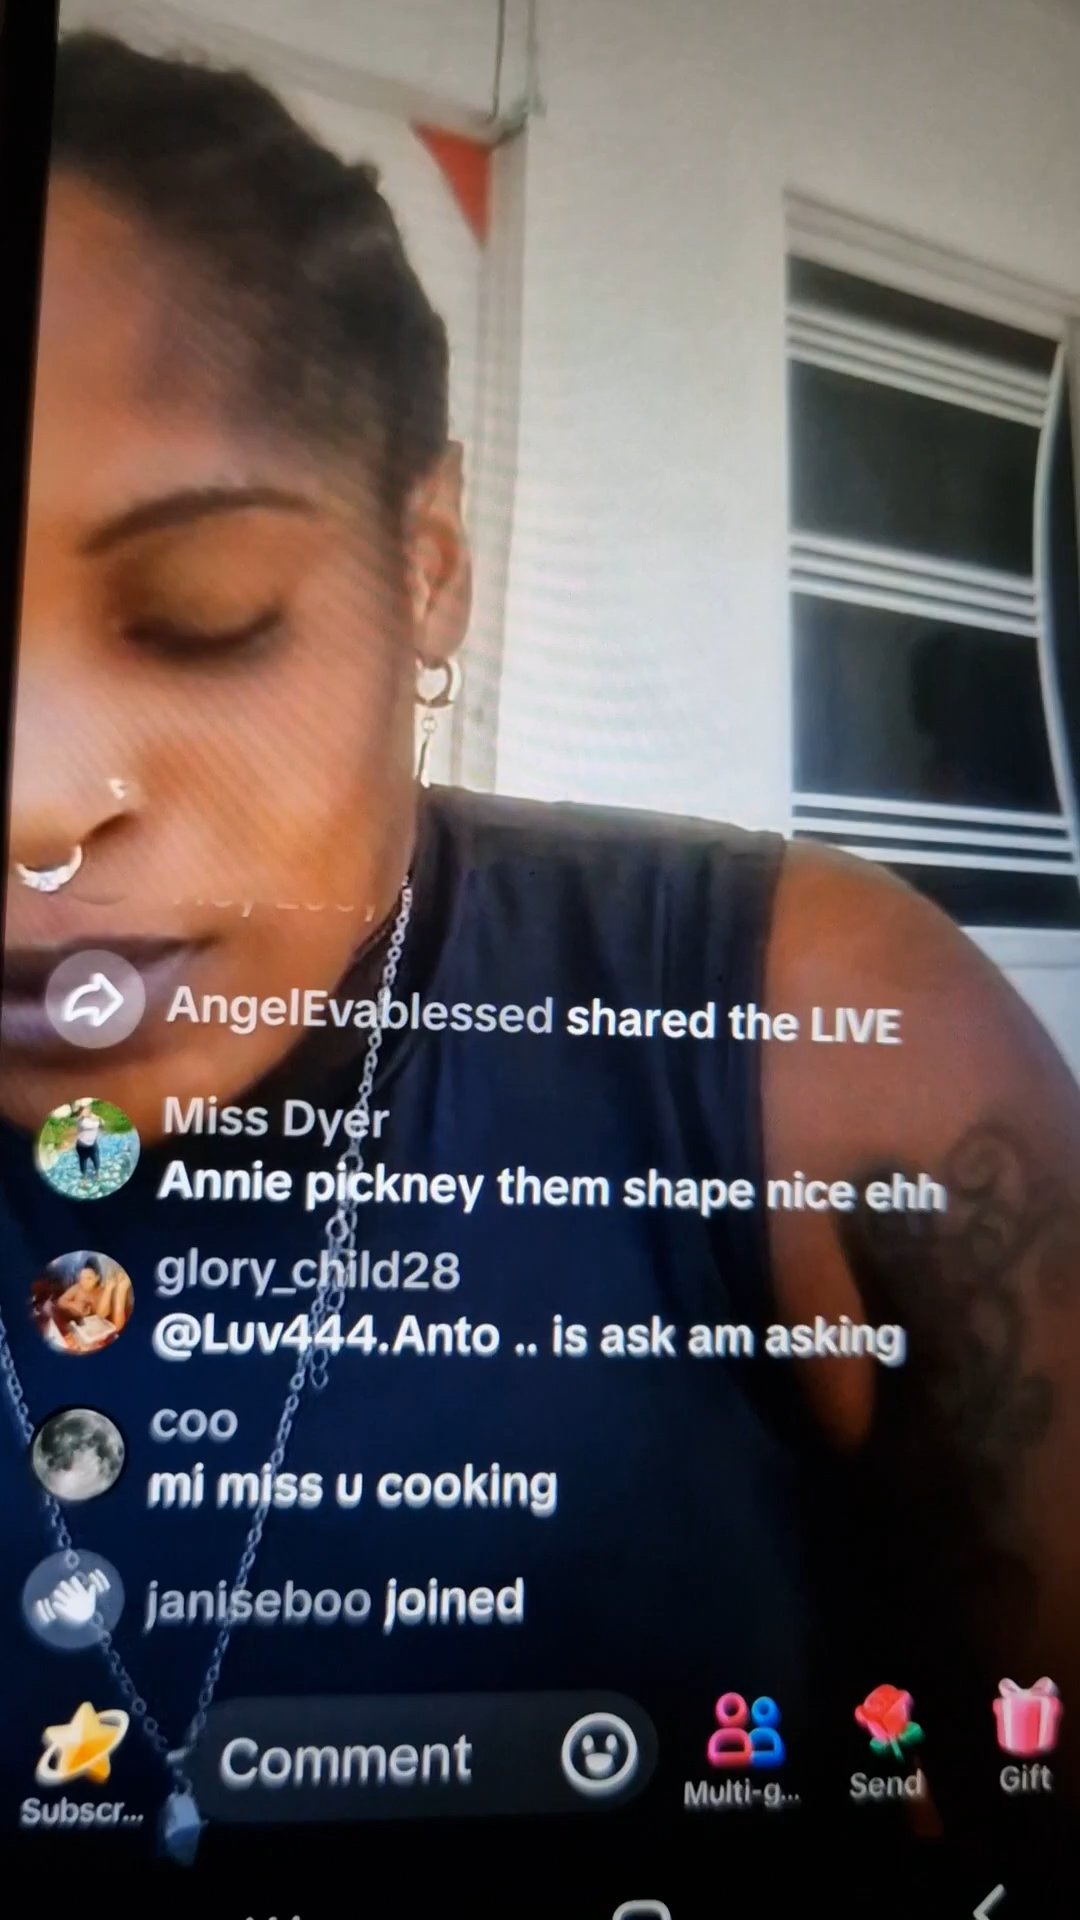 AngelEvablessed shared the LIVE
Miss Dyer
Annie pickney them shape nice ehh
glory_child28
@Luv444.Anto .. is ask am asking
coo
mi miss u cooking
janiseboo joined
Comment
Subscr...
Multi-g...
Send
Gift